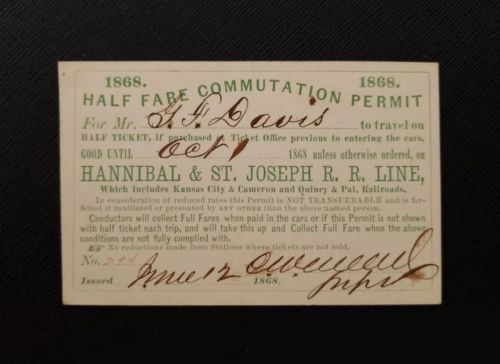 1868. 1868.
HALF FARE COMMUTATION PERMIT
For Mr. G. F. Davis to travel on
HALF TICKET, if purchased at Ticket Office previous to entering the cars.
GOOD UNTIL Oct 1 1868 unless otherwise ordered, on
HANNIBAL & ST. JOSEPH R. R. LINE,
Which includes Kansas City & Cameron and Quincy & Pal. Railroads.
In consideration of reduced rates this Permit is NOT TRANSFERABLE and is for-
feited if mutilated or presented by ANY OTHER than the above named person.
Conductors will collect Full Fares when paid in the cars or if this Permit is not shown
with half ticket each trip, and will take this up and Collect Full Fare when the above
conditions are not fully complied with.
No reductions made from Stations where tickets are not sold.
No. 294
Issued June 12 1868.